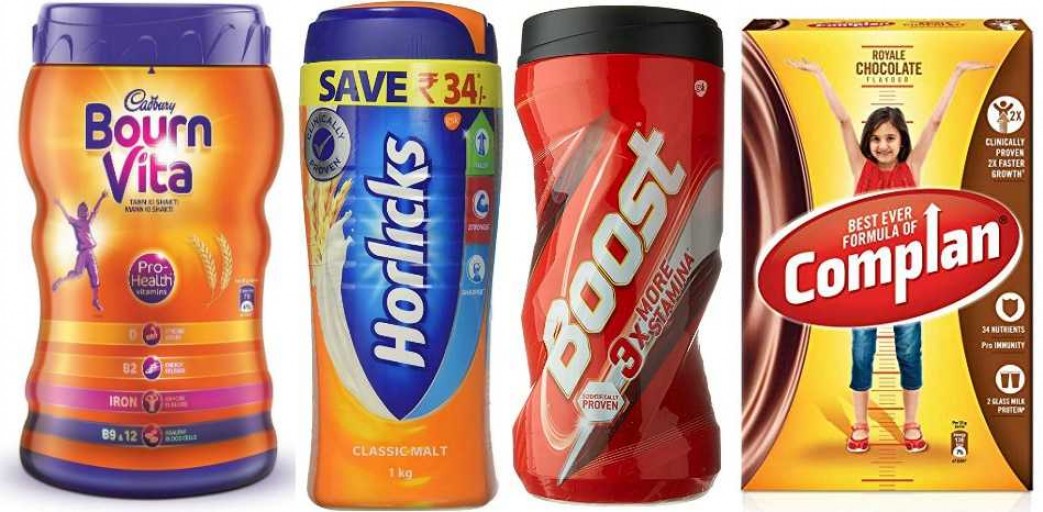 Cadbury
Bourn
Vita
TANN KI SHAKTI
MANN KI SHAKTI
Pro-
Health
vitamins
D
B2
IRON
B9 & 12
SAVE ₹ 34/-
CLINICALLY
PROVEN
Horlicks
CLASSIC MALT
1 kg
Boost
3X MORE
STAMINA
SCIENTIFICALLY
PROVEN
ROYALE
CHOCOLATE
FLAVOUR
2X
CLINICALLY
PROVEN
2X FASTER
GROWTH
BEST EVER
FORMULA OF
Complan
34 NUTRIENTS
Pro IMMUNITY
2 GLASS MILK
PROTEIN